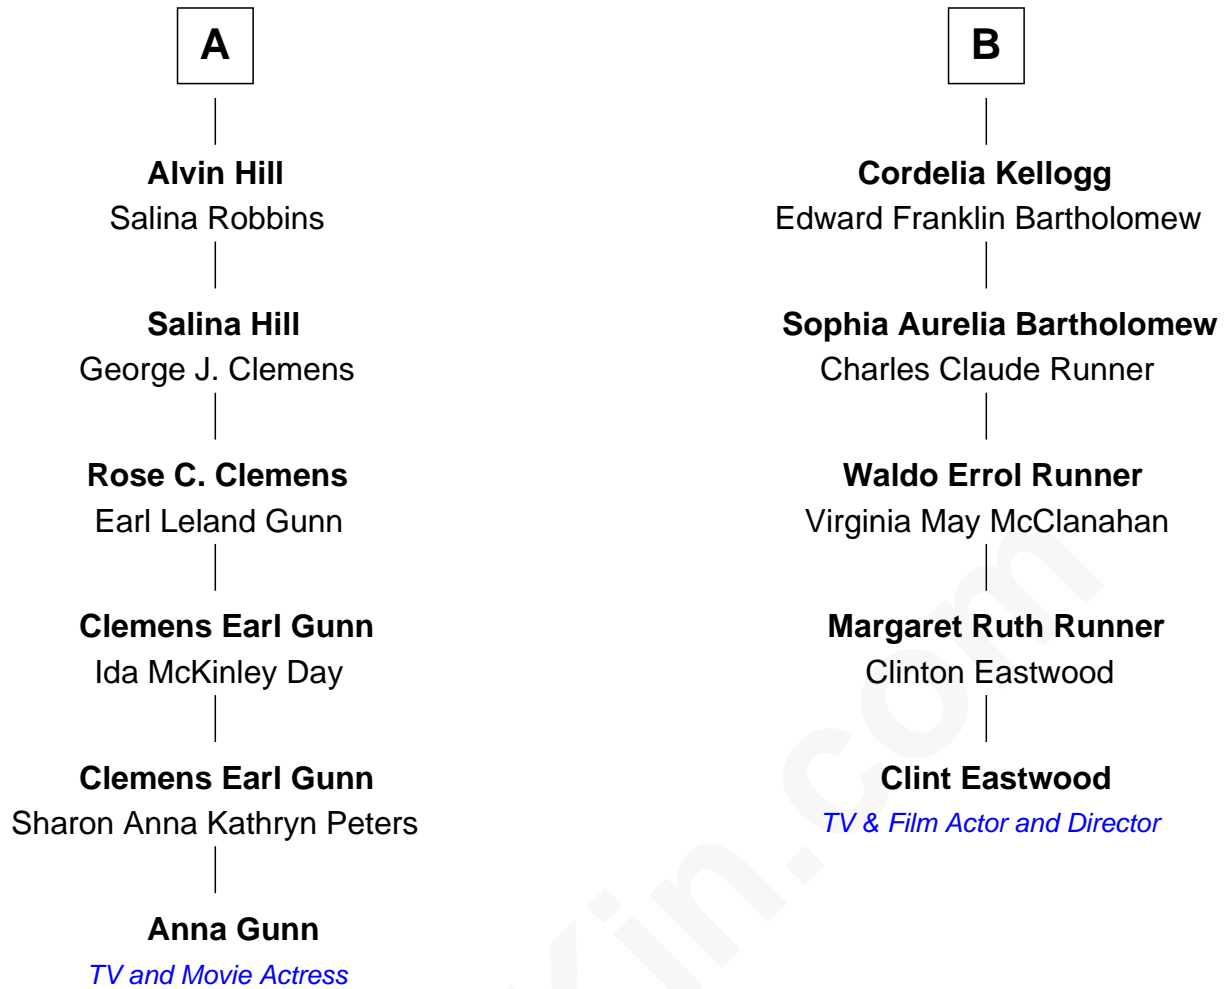 A
Alvin Hill
Salina Robbins
Salina Hill
George J. Clemens
Rose C. Clemens
Earl Leland Gunn
Clemens Earl Gunn
Ida McKinley Day
Clemens Earl Gunn
Sharon Anna Kathryn Peters
Anna Gunn
TV and Movie Actress
B
Cordelia Kellogg
Edward Franklin Bartholomew
Sophia Aurelia Bartholomew
Charles Claude Runner
Waldo Errol Runner
Virginia May McClanahan
Margaret Ruth Runner
Clinton Eastwood
Clint Eastwood
TV & Film Actor and Director
Kin.com